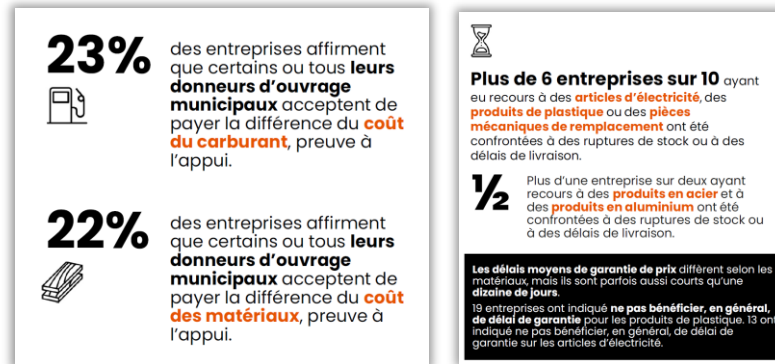 23%
des entreprises affirment
que certains ou tous leurs
donneurs d’ouvrage
municipaux acceptent de
payer la différence du coût
du carburant, preuve à
l’appui.
22%
des entreprises affirment
que certains ou tous leurs
donneurs d’ouvrage
municipaux acceptent de
payer la différence du coût
des matériaux, preuve à
l’appui.
Plus de 6 entreprises sur 10 ayant
eu recours à des articles d’électricité, des
produits de plastique ou des pièces
mécaniques de remplacement ont été
confrontées à des ruptures de stock ou à des
délais de livraison.
½
Plus d’une entreprise sur deux ayant
recours à des produits en acier et à
des produits en aluminium ont été
confrontées à des ruptures de stock ou
à des délais de livraison.
Les délais moyens de garantie de prix diffèrent selon les
matériaux, mais ils sont parfois aussi courts qu’une
dizaine de jours.
19 entreprises ont indiqué ne pas bénéficier, en général,
de délai de garantie pour les produits de plastique. 13 ont
indiqué ne pas bénéficier, en général, de délai de
garantie sur les articles d’électricité.